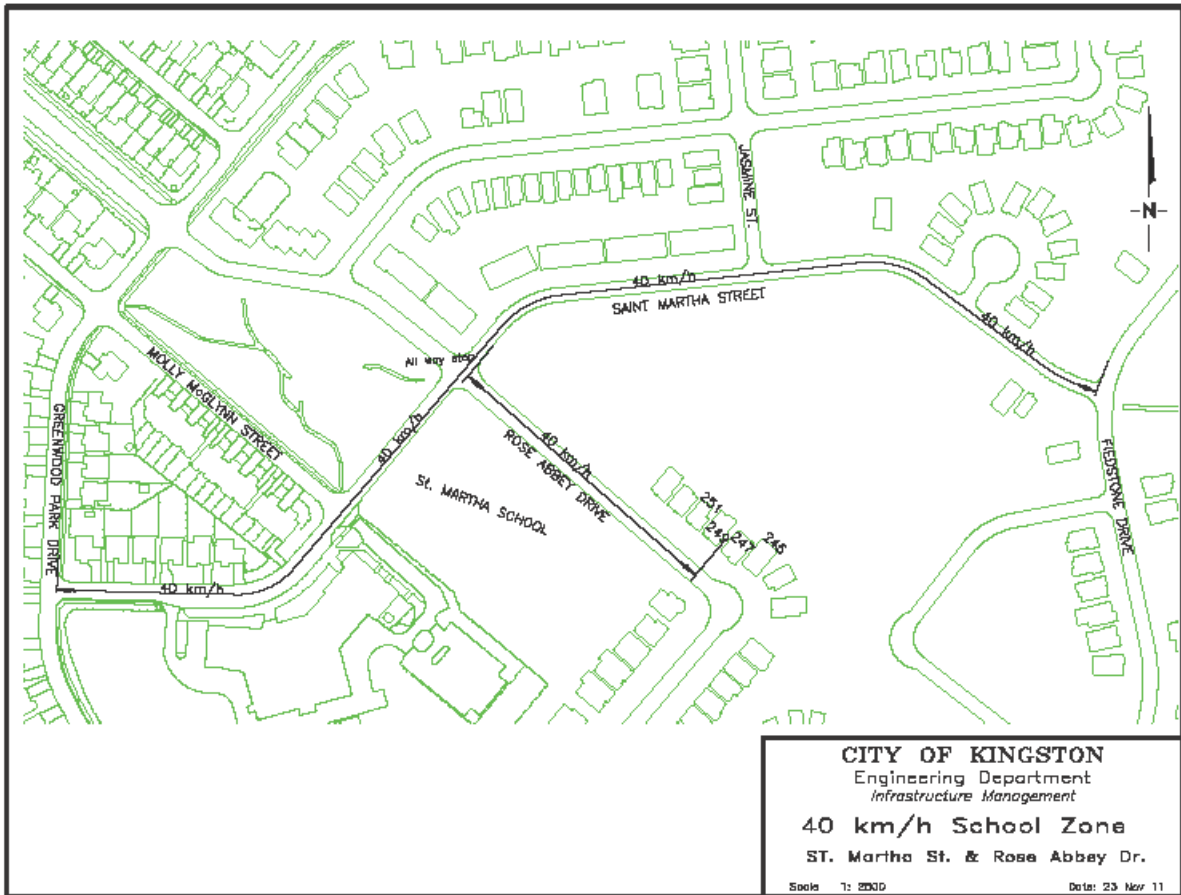 JASMINE ST.
-N-
40 km/h
SAINT MARTHA STREET
40 km/h
All way stop
MOLLY McGLYNN STREET
GREENWOOD PARK DRIVE
40 km/h
40 km/h
ROSE ABBEY DRIVE
St. MARTHA SCHOOL
251
249
247
245
FIEDSTONE DRIVE
40 km/h
CITY OF KINGSTON
Engineering Department
Infrastructure Management
40 km/h School Zone
ST. Martha St. & Rose Abbey Dr.
Scale 1: 2500
Date: 23 Nov 11